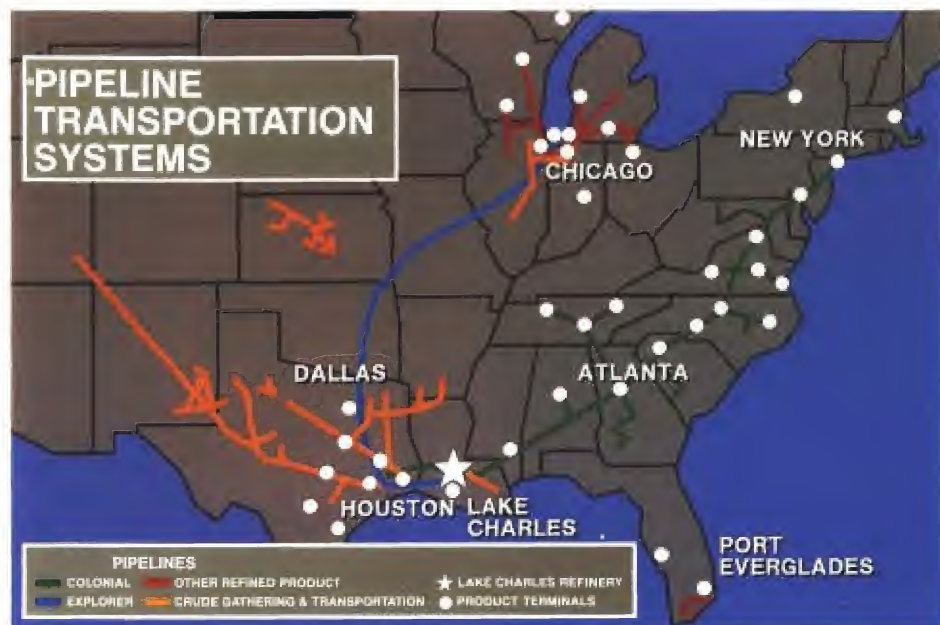 PIPELINE
TRANSPORTATION
SYSTEMS
NEW YORK
CHICAGO
DALLAS
ATLANTA
HOUSTON
LAKE
CHARLES
PORT
EVERGLADES
PIPELINES
COLONIAL
OTHER REFINED PRODUCT
LAKE CHARLES REFINERY
EXPLORER
CRUDE GATHERING & TRANSPORTATION
PRODUCT TERMINALS